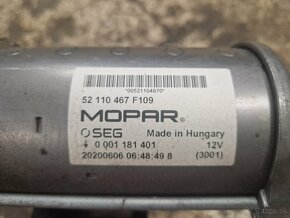 *00521104670*
52 110 467 F109
MOPAR®
SEG Made in Hungary
0 001 181 401 12V
20200606 06:48:49 8 (3001)